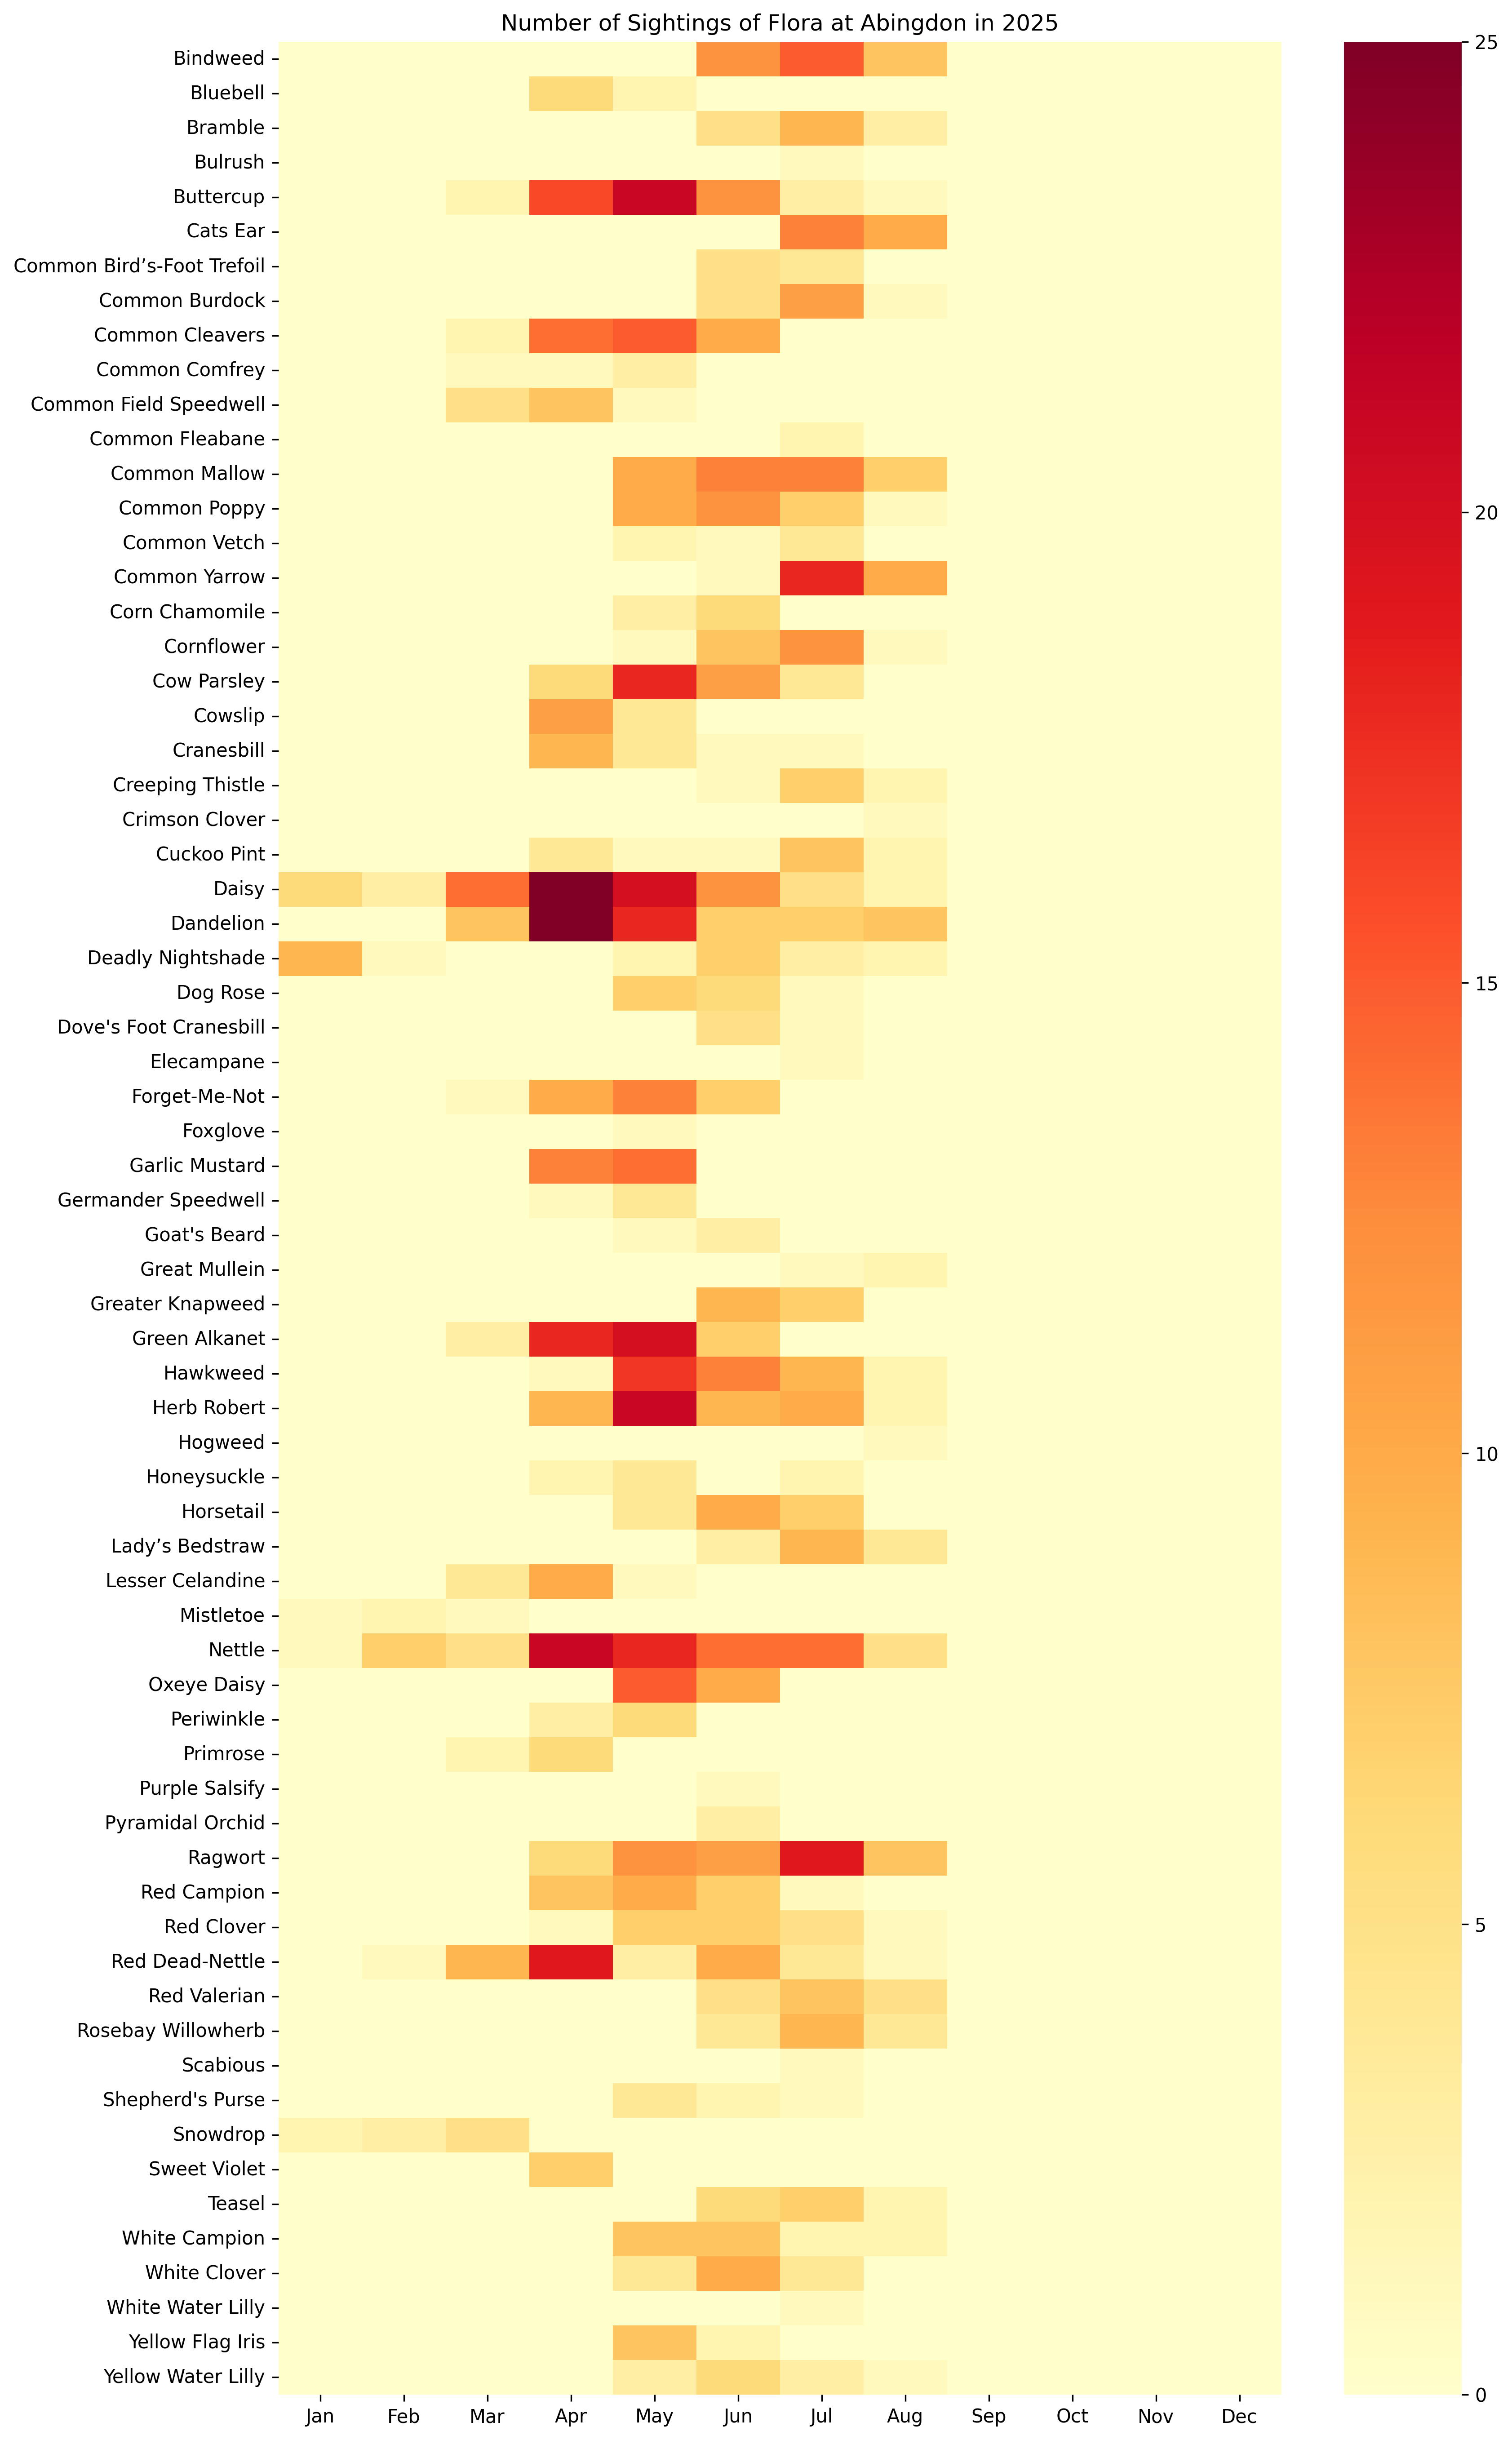 Number of Sightings of Flora at Abingdon in 2025
Bindweed
Bluebell
Bramble
Bulrush
Buttercup
Cats Ear
Common Bird’s-Foot Trefoil
Common Burdock
Common Cleavers
Common Comfrey
Common Field Speedwell
Common Fleabane
Common Mallow
Common Poppy
Common Vetch
Common Yarrow
Corn Chamomile
Cornflower
Cow Parsley
Cowslip
Cranesbill
Creeping Thistle
Crimson Clover
Cuckoo Pint
Daisy
Dandelion
Deadly Nightshade
Dog Rose
Dove's Foot Cranesbill
Elecampane
Forget-Me-Not
Foxglove
Garlic Mustard
Germander Speedwell
Goat's Beard
Great Mullein
Greater Knapweed
Green Alkanet
Hawkweed
Herb Robert
Hogweed
Honeysuckle
Horsetail
Lady’s Bedstraw
Lesser Celandine
Mistletoe
Nettle
Oxeye Daisy
Periwinkle
Primrose
Purple Salsify
Pyramidal Orchid
Ragwort
Red Campion
Red Clover
Red Dead-Nettle
Red Valerian
Rosebay Willowherb
Scabious
Shepherd's Purse
Snowdrop
Sweet Violet
Teasel
White Campion
White Clover
White Water Lilly
Yellow Flag Iris
Yellow Water Lilly
Jan Feb Mar Apr May Jun Jul Aug Sep Oct Nov Dec
25
20
15
10
5
0